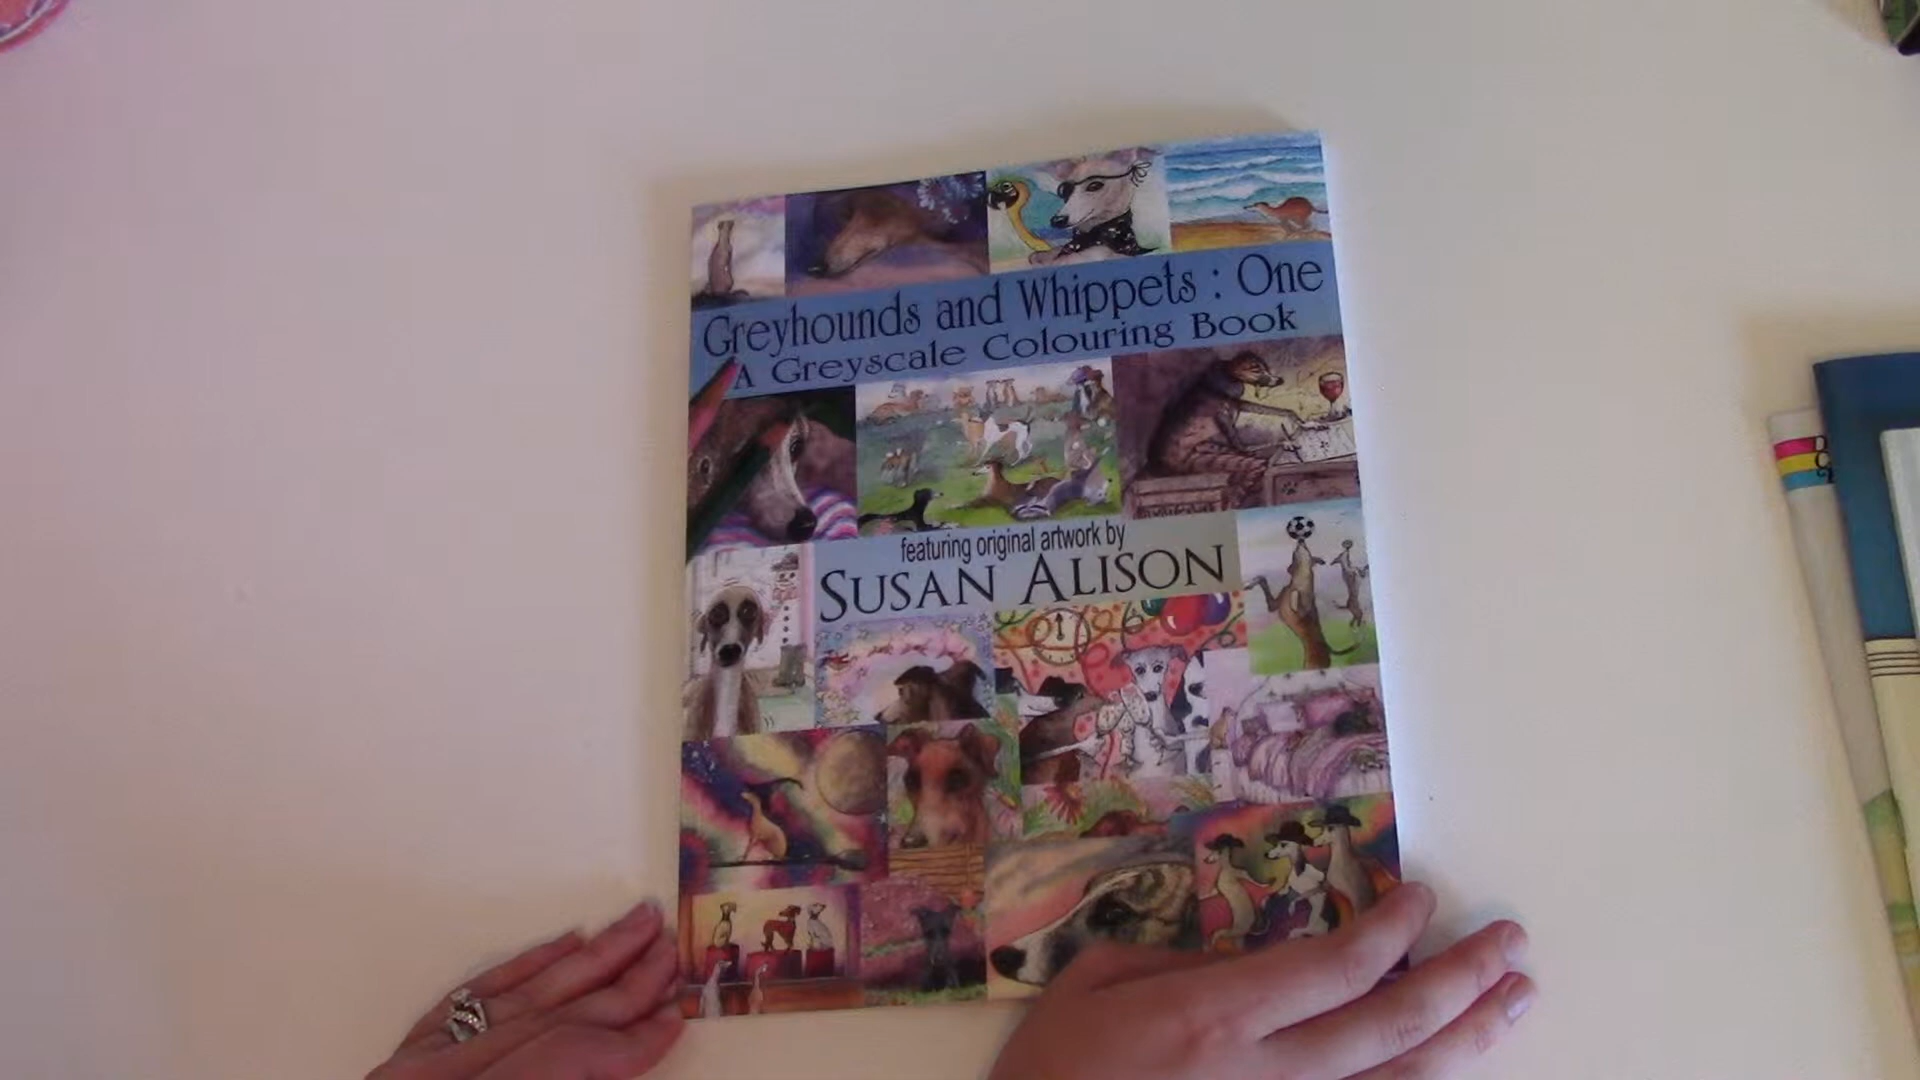 Greyhounds and Whippets : One
A Greyscale Colouring Book
featuring original artwork by
SUSAN ALISON